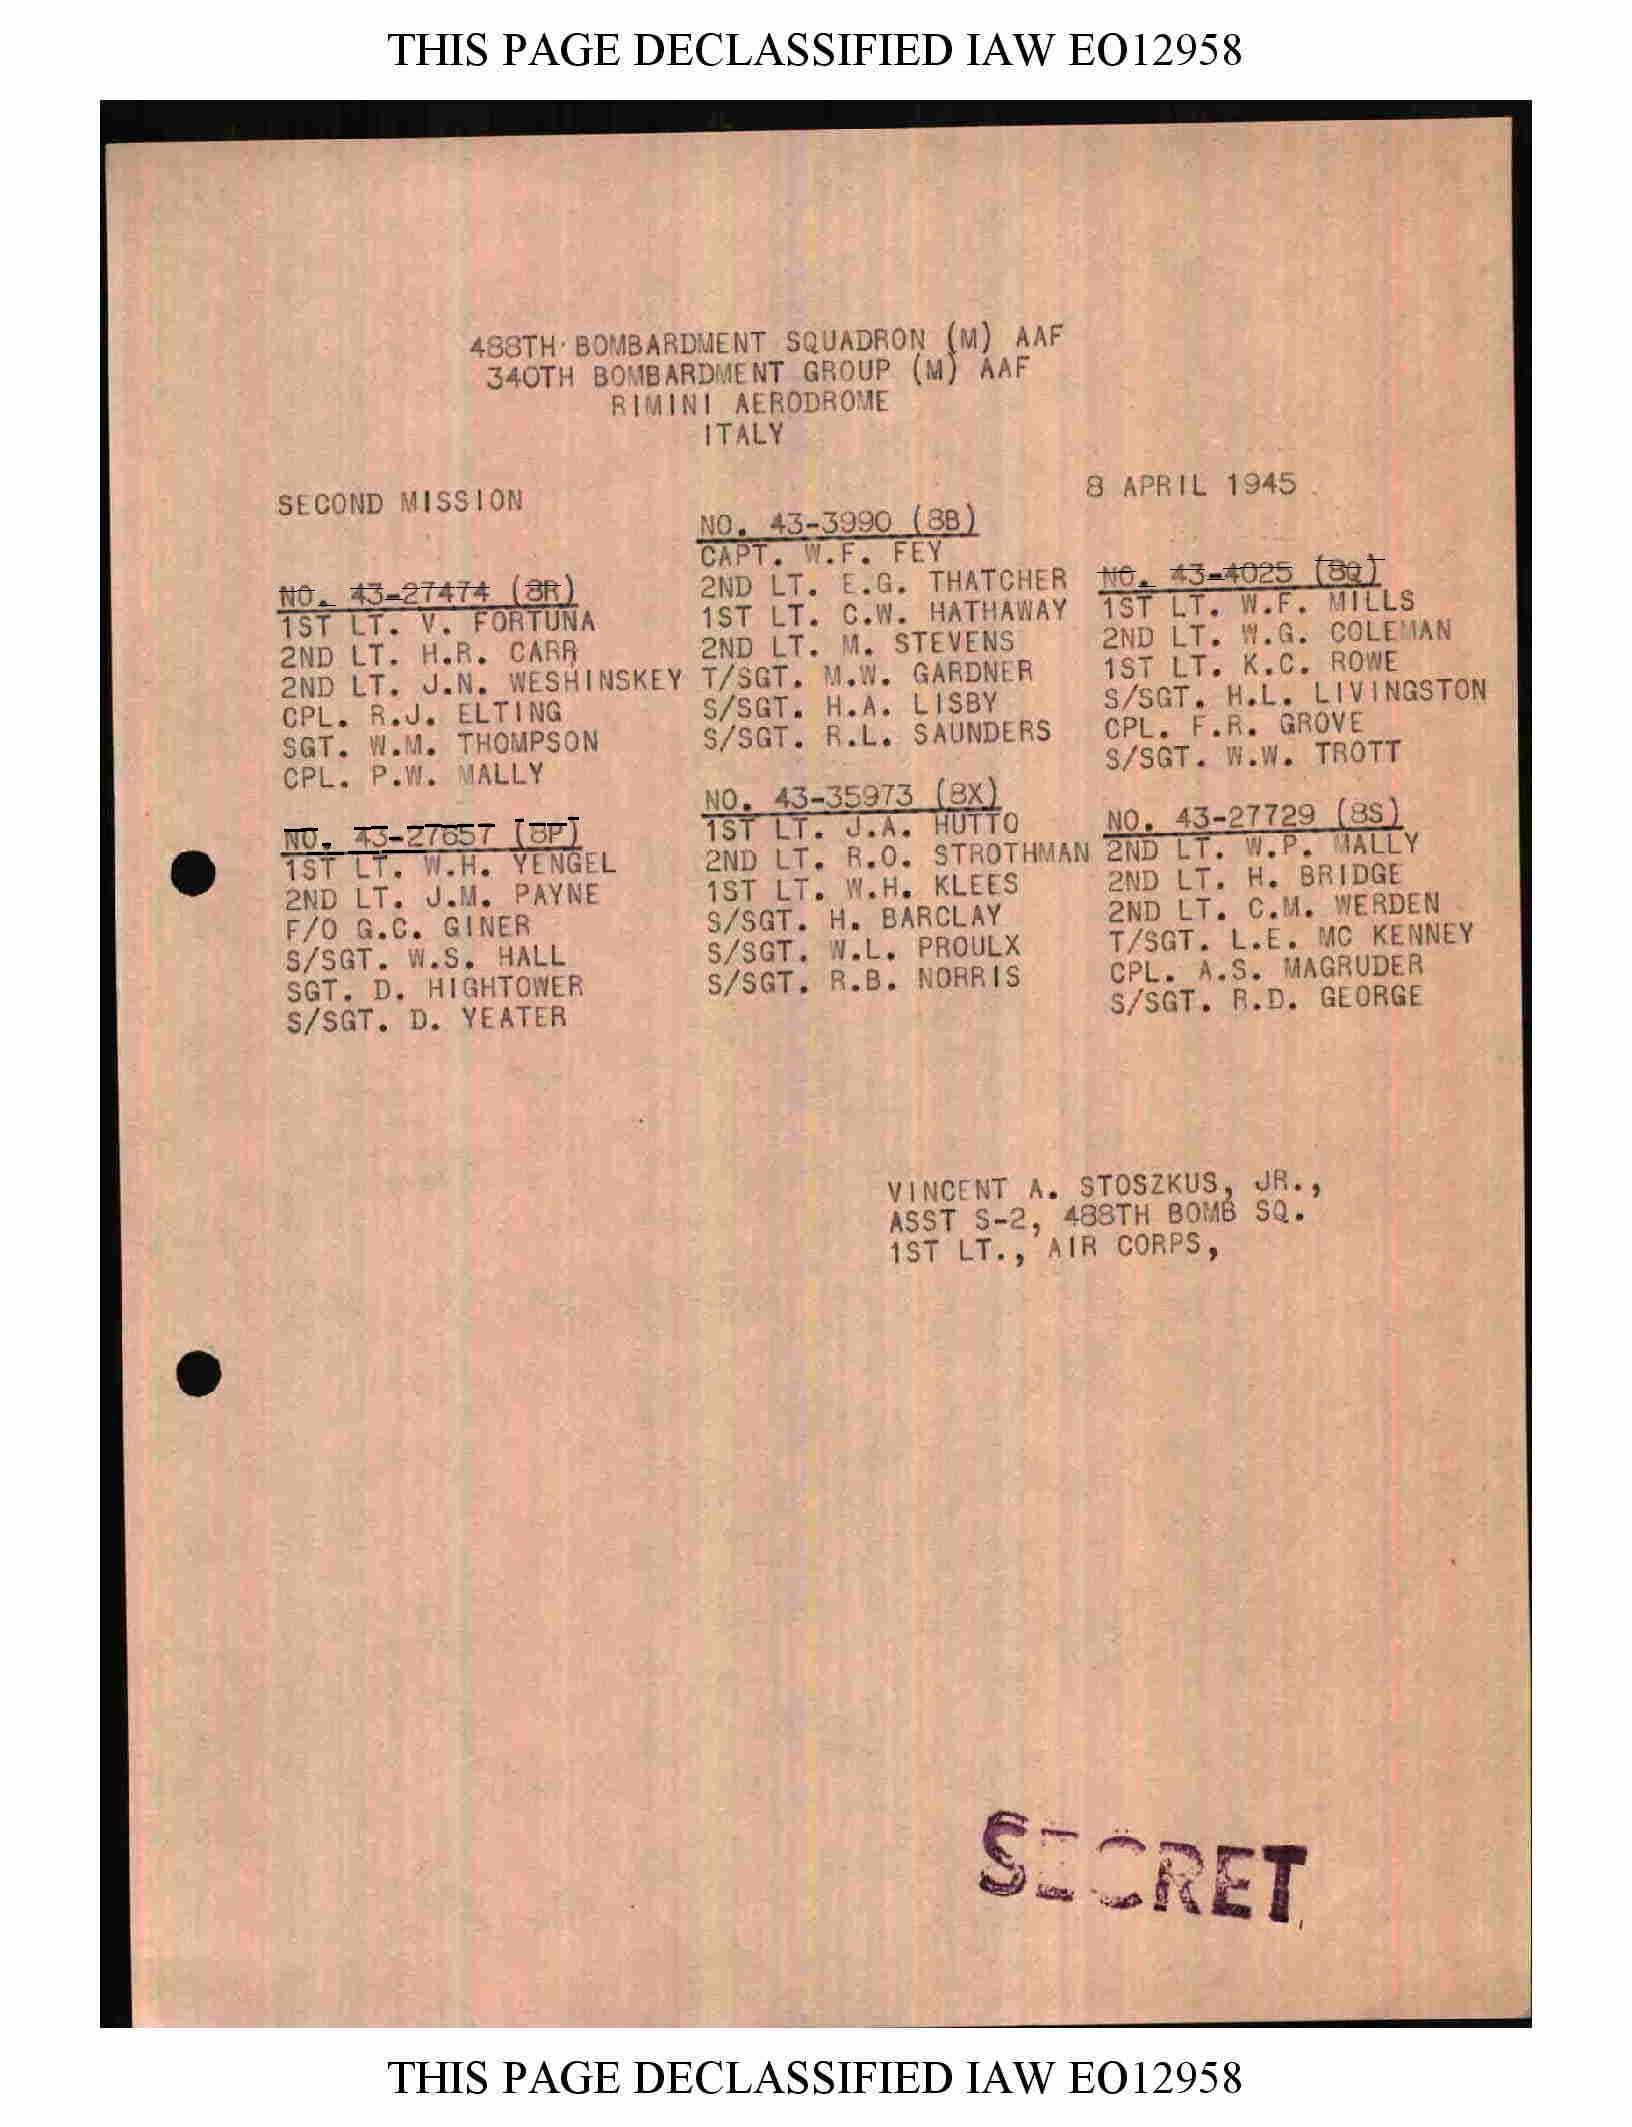 THIS PAGE DECLASSIFIED IAW EO12958
488TH BOMBARDMENT SQUADRON (M) AAF
340TH BOMBARDMENT GROUP (M) AAF
RIMINI AERODROME
ITALY
SECOND MISSION
8 APRIL 1945
NO. 43-27474 (8R)
1ST LT. V. FORTUNA
2ND LT. H.R. CARR
2ND LT. J.N. WESHINSKEY
CPL. R.J. ELTING
SGT. W.M. THOMPSON
CPL. P.W. MALLY
NO. 43-27657 (8P)
1ST LT. W.H. YENGEL
2ND LT. J.M. PAYNE
F/O G.C. GINER
S/SGT. W.S. HALL
SGT. D. HIGHTOWER
S/SGT. D. YEATER
NO. 43-3990 (8B)
CAPT. W.F. FEY
2ND LT. E.G. THATCHER
1ST LT. C.W. HATHAWAY
2ND LT. M. STEVENS
T/SGT. M.W. GARDNER
S/SGT. H.A. LISBY
S/SGT. R.L. SAUNDERS
NO. 43-35973 (8X)
1ST LT. J.A. HUTTO
2ND LT. R.O. STROTHMAN
1ST LT. W.H. KLEES
S/SGT. H. BARCLAY
S/SGT. W.L. PROULX
S/SGT. R.B. NORRIS
NO. 43-4025 (8Q)
1ST LT. W.F. MILLS
2ND LT. W.G. COLEMAN
1ST LT. K.C. ROWE
S/SGT. H.L. LIVINGSTON
CPL. F.R. GROVE
S/SGT. W.W. TROTT
NO. 43-27729 (8S)
2ND LT. W.P. MALLY
2ND LT. H. BRIDGE
2ND LT. C.M. WERDEN
T/SGT. L.E. MC KENNEY
CPL. A.S. MAGRUDER
S/SGT. R.D. GEORGE
VINCENT A. STOSZKUS, JR.,
ASST S-2, 488TH BOMB SQ.
1ST LT., AIR CORPS,
SECRET
THIS PAGE DECLASSIFIED IAW EO12958